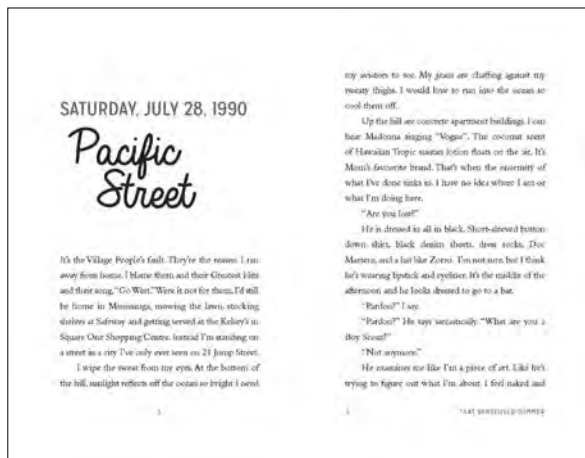 SATURDAY, JULY 28, 1990
Pacific
Street
It's the Village People's fault. They're the reason I ran
away from home. I blame them and their Greatest Hits
and their song, "Go West." Were it not for them, I'd still
be home in Mississauga, mowing the lawn, stocking
shelves at Safeway and getting served at the Kelsey's in
Square One Shopping Centre. Instead I'm standing on
a street in a city I've only ever seen on 21 Jump Street.
I wipe the sweat from my eyes. At the bottom of
the hill, sunlight reflects off the ocean so bright I need
my aviators to see. My jeans are chaffing against my
sweaty thighs. I would love to run into the ocean to
cool them off.
Up the hill are concrete apartment buildings. I can
hear Madonna singing "Vogue". The coconut scent
of Hawaiian Tropic suntan lotion floats on the air. It's
Mom's favourite brand. That's when the enormity of
what I've done sinks in. I have no idea where I am or
what I'm doing here.
"Are you lost?"
He is dressed in all in black. Short-sleeved button
down shirt, black denim shorts, dress socks, Doc
Martens, and a hat like Zorro. I'm not sure, but I think
he's wearing lipstick and eyeliner. It's the middle of the
afternoon and he looks dressed to go to a bar.
"Pardon?" I say.
"Pardon?" He says sarcastically. "What are you a
Boy Scout?"
"Not anymore."
He examines me like I'm a piece of art. Like he's
trying to figure out what I'm about. I feel naked and
THAT VANCOUVER SUMMER